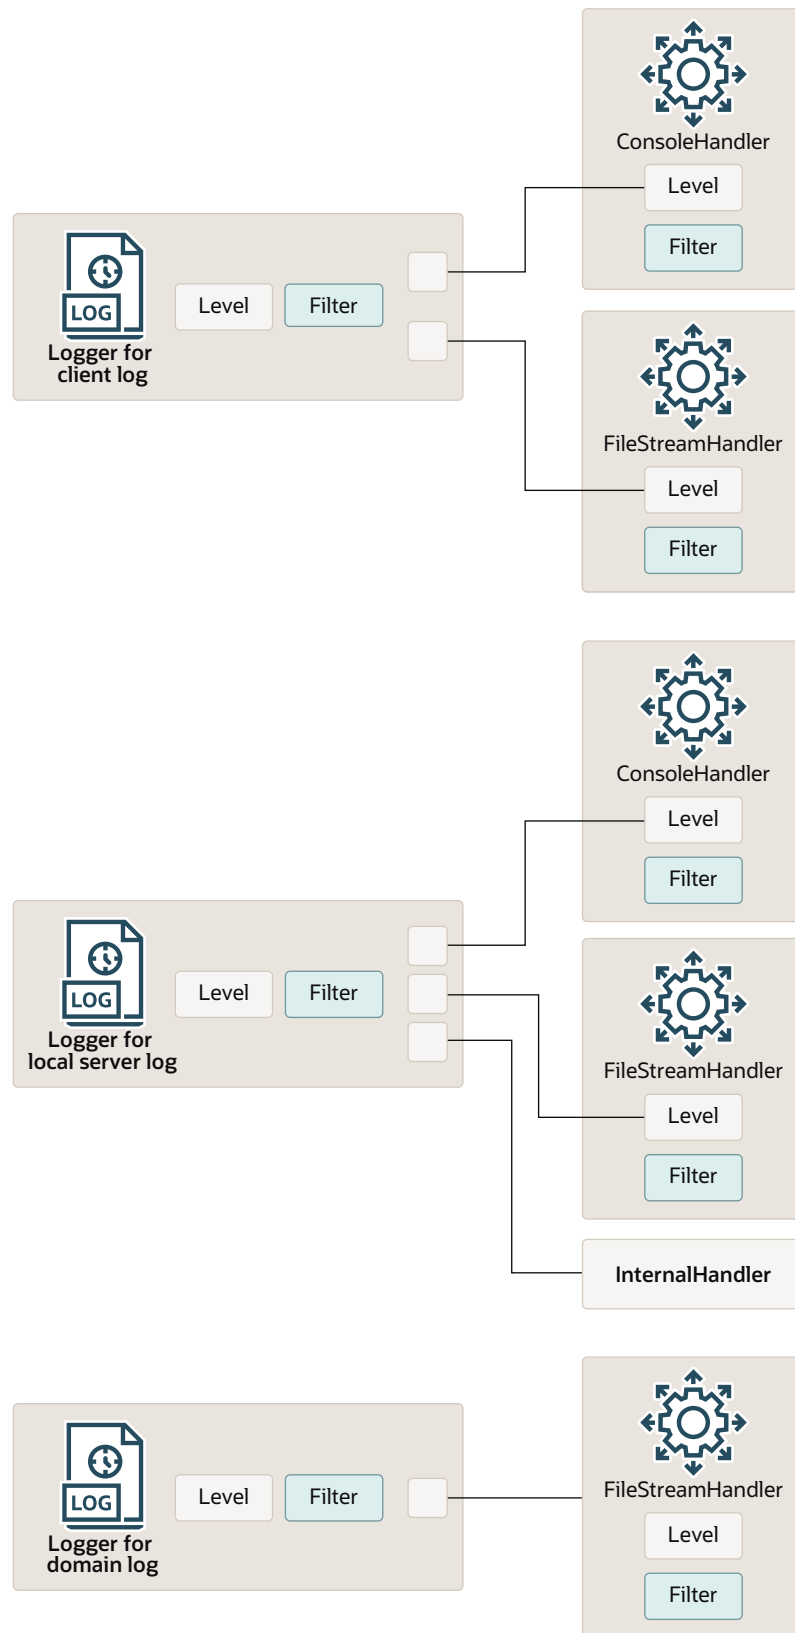 ConsoleHandler
Level
Filter
LOG
Logger for
client log
Level
Filter
FileStreamHandler
Level
Filter
ConsoleHandler
Level
Filter
LOG
Logger for
local server log
Level
Filter
FileStreamHandler
Level
Filter
InternalHandler
LOG
Logger for
domain log
Level
Filter
FileStreamHandler
Level
Filter